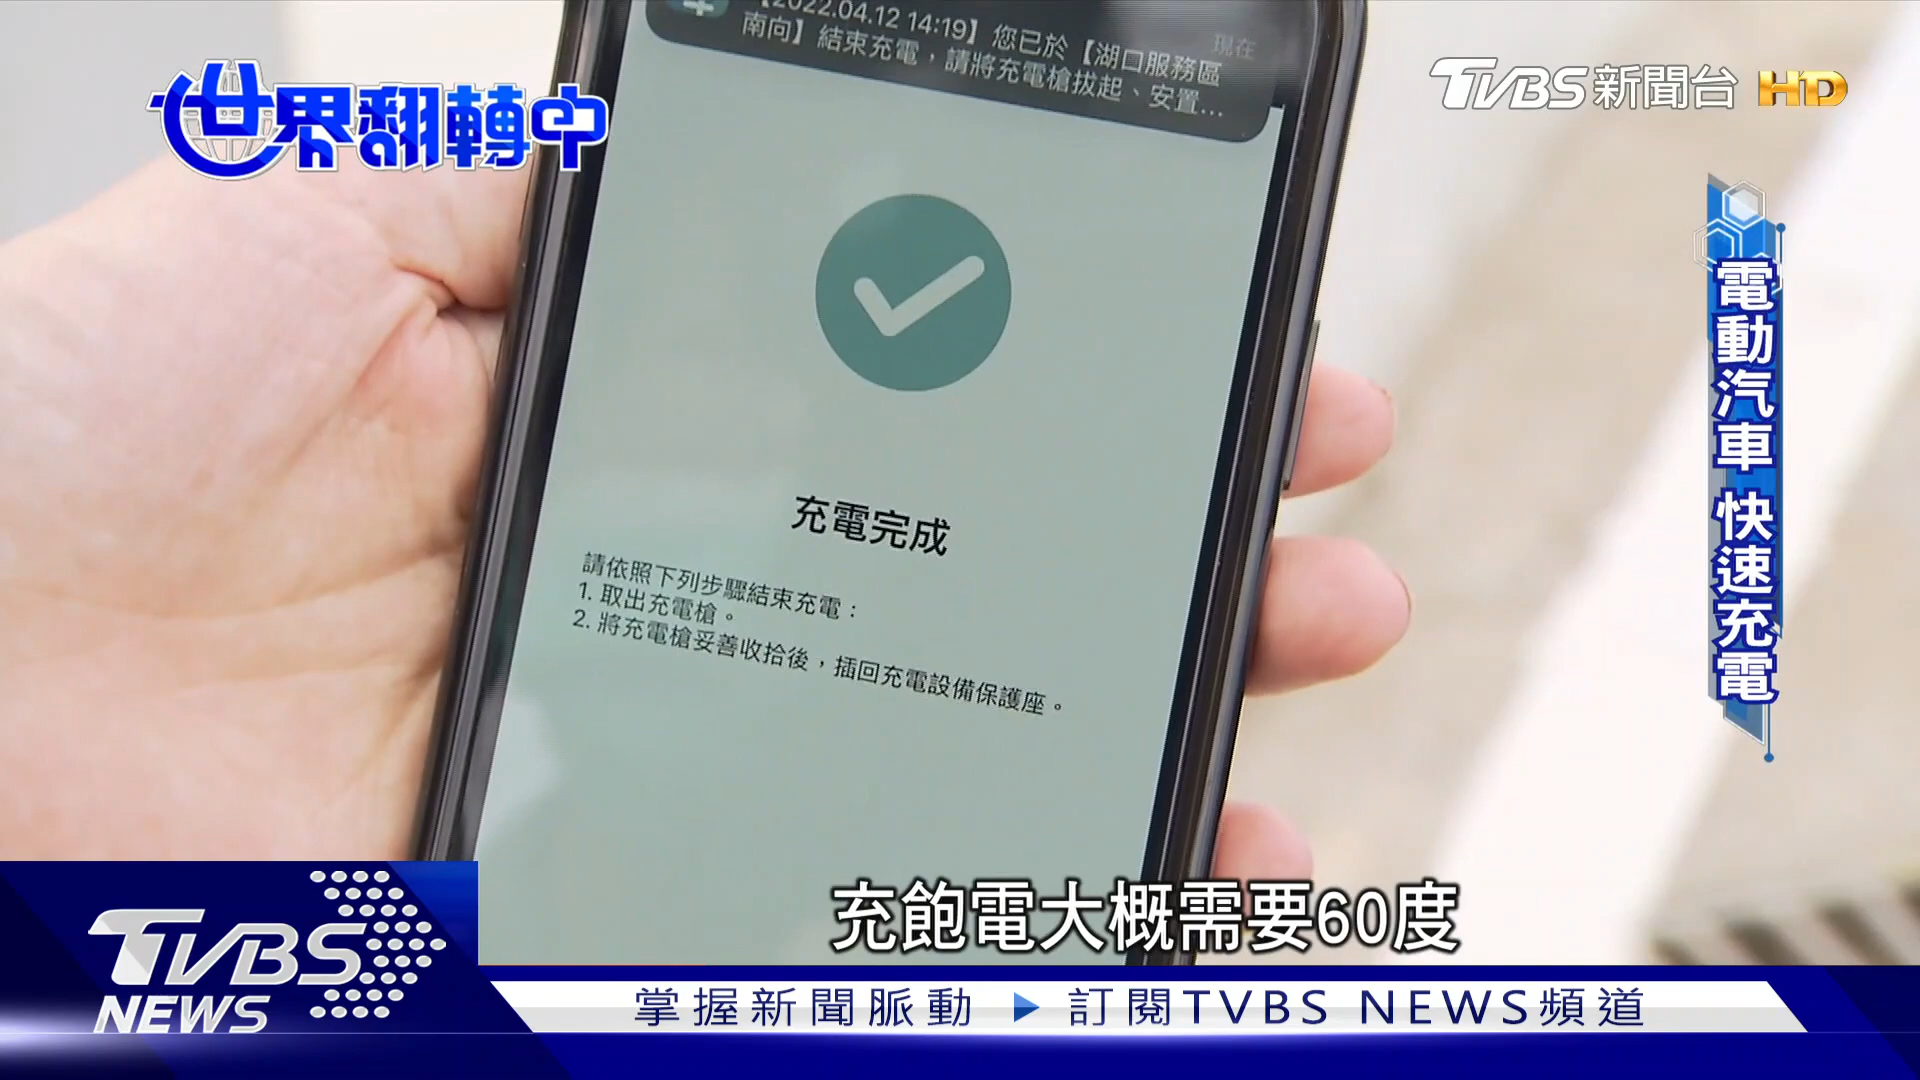 【2022.04.12 14:19】您已於【湖口服務區
現在
南向】結束充電，請將充電槍拔起、安置...
世界翻轉中
TVBS新聞台 HD
電動汽車 快速充電
充電完成
請依照下列步驟結束充電：
1. 取出充電槍。
2. 將充電槍妥善收拾後，插回充電設備保護座。
充飽電大概需要60度
TVBS
NEWS
掌握新聞脈動 ▶ 訂閱TVBS NEWS頻道